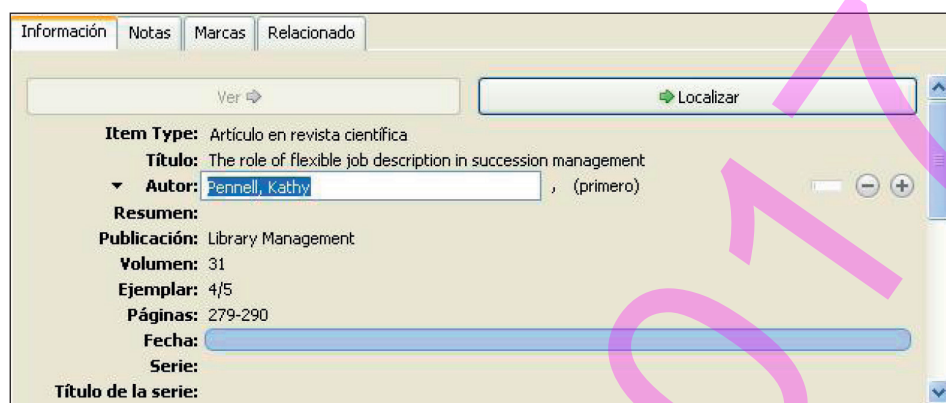 Información Notas Marcas Relacionado
Ver Localizar
Item Type: Artículo en revista científica
Título: The role of flexible job description in succession management
Autor: Pennell, Kathy , (primero)
Resumen:
Publicación: Library Management
Volumen: 31
Ejemplar: 4/5
Páginas: 279-290
Fecha:
Serie:
Título de la serie: